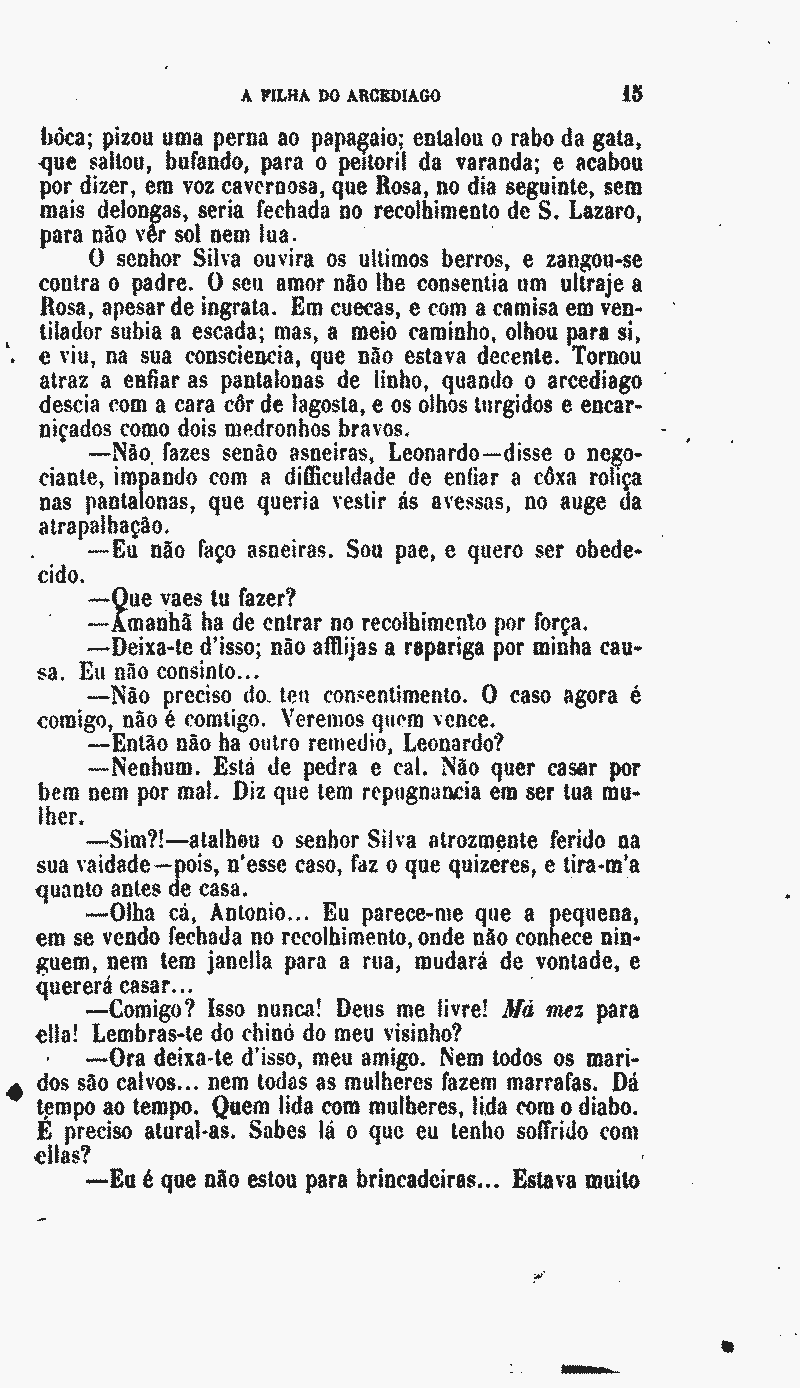 A FILHA DO ARCEDIAGO 15
bôca; pizou uma perna ao papagaio; entalou o rabo da gata,
que saltou, bufando, para o peitoril da varanda; e acabou
por dizer, em voz cavernosa, que Rosa, no dia seguinte, sem
mais delongas, seria fechada no recolhimento de S. Lazaro,
para não vêr sol nem lua.
O senhor Silva ouvira os ultimos berros, e zangou-se
contra o padre. O seu amor não lhe consentia um ultraje a
Rosa, apesar de ingrata. Em cuecas, e com a camisa em ven-
tilador subia a escada; mas, a meio caminho, olhou para si,
e viu, na sua consciencia, que não estava decente. Tornou
atraz a enfiar as pantalonas de linho, quando o arcediago
descia com a cara côr de lagosta, e os olhos turgidos e encar-
niçados como dois medronhos bravos.
—Não fazes senão asneiras, Leonardo—disse o nego-
ciante, impando com a difficuldade de enfiar a côxa roliça
nas pantalonas, que queria vestir ás avessas, no auge da
atrapalhação.
—Eu não faço asneiras. Sou pae, e quero ser obede-
cido.
—Que vaes tu fazer?
—Amanhã ha de entrar no recolhimento por força.
—Deixa-te d'isso; não afflijas a rapariga por minha cau-
sa. Eu não consinto...
—Não preciso do teu consentimento. O caso agora é
comigo, não é comtigo. Veremos quem vence.
—Então não ha outro remedio, Leonardo?
—Nenhum. Está de pedra e cal. Não quer casar por
bem nem por mal. Diz que tem repugnancia em ser tua mu-
lher.
—Sim?!—atalhou o senhor Silva atrozmente ferido na
sua vaidade—pois, n'esse caso, faz o que quizeres, e tira-m'a
quanto antes de casa.
—Olha cá, Antonio... Eu parece-me que a pequena,
em se vendo fechada no recolhimento, onde não conhece nin-
guem, nem tem janella para a rua, mudará de vontade, e
quererá casar...
—Comigo? Isso nunca! Deus me livre! Má mez para
ella! Lembras-te do chinó do meu visinho?
—Ora deixa-te d'isso, meu amigo. Nem todos os mari-
dos são calvos... nem todas as mulheres fazem marrafas. Dá
tempo ao tempo. Quem lida com mulheres, lida com o diabo.
É preciso atural-as. Sabes lá o que eu tenho soffrido com
ellas?
—Eu é que não estou para brincadeiras... Estava muito